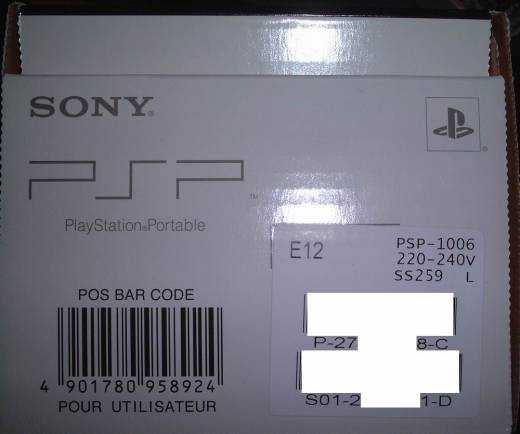 SONY®
PSP™
PlayStation®Portable
E12
PSP-1006
220-240V
SS259 L
POS BAR CODE
4 901780 958924
POUR UTILISATEUR
P-27 8-C
S01-2 1-D